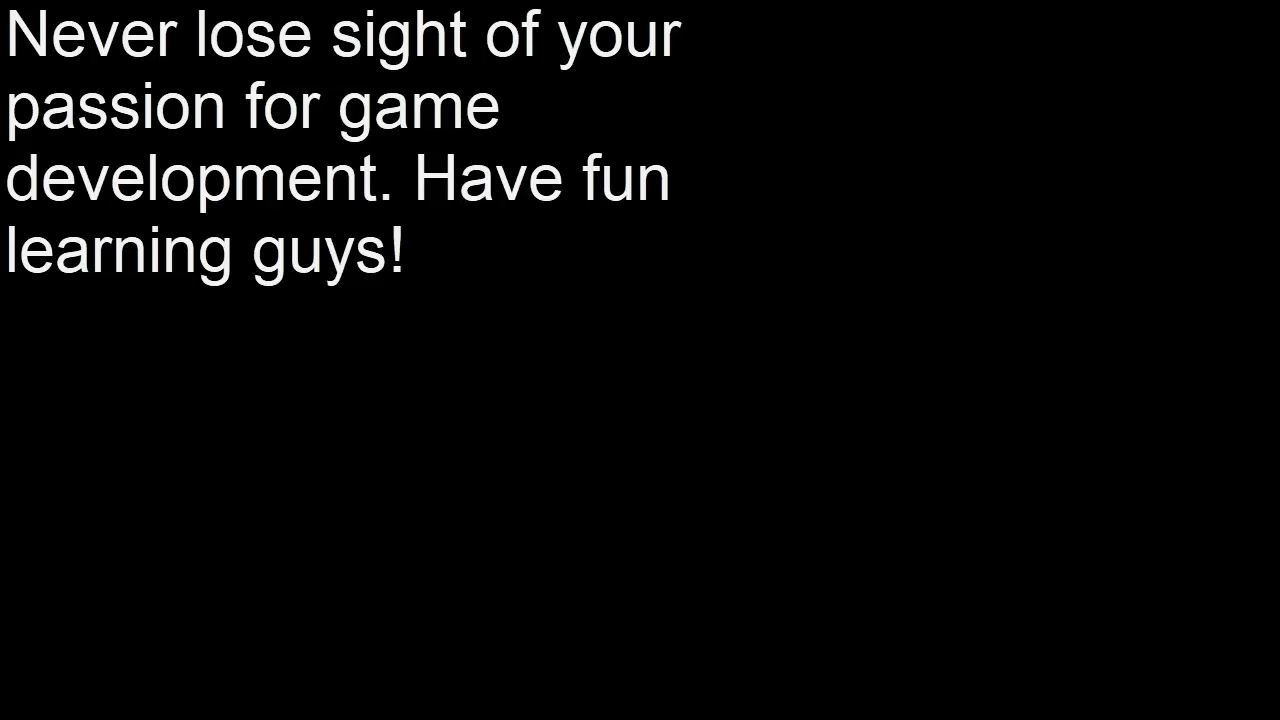 Never lose sight of your
passion for game
development. Have fun
learning guys!